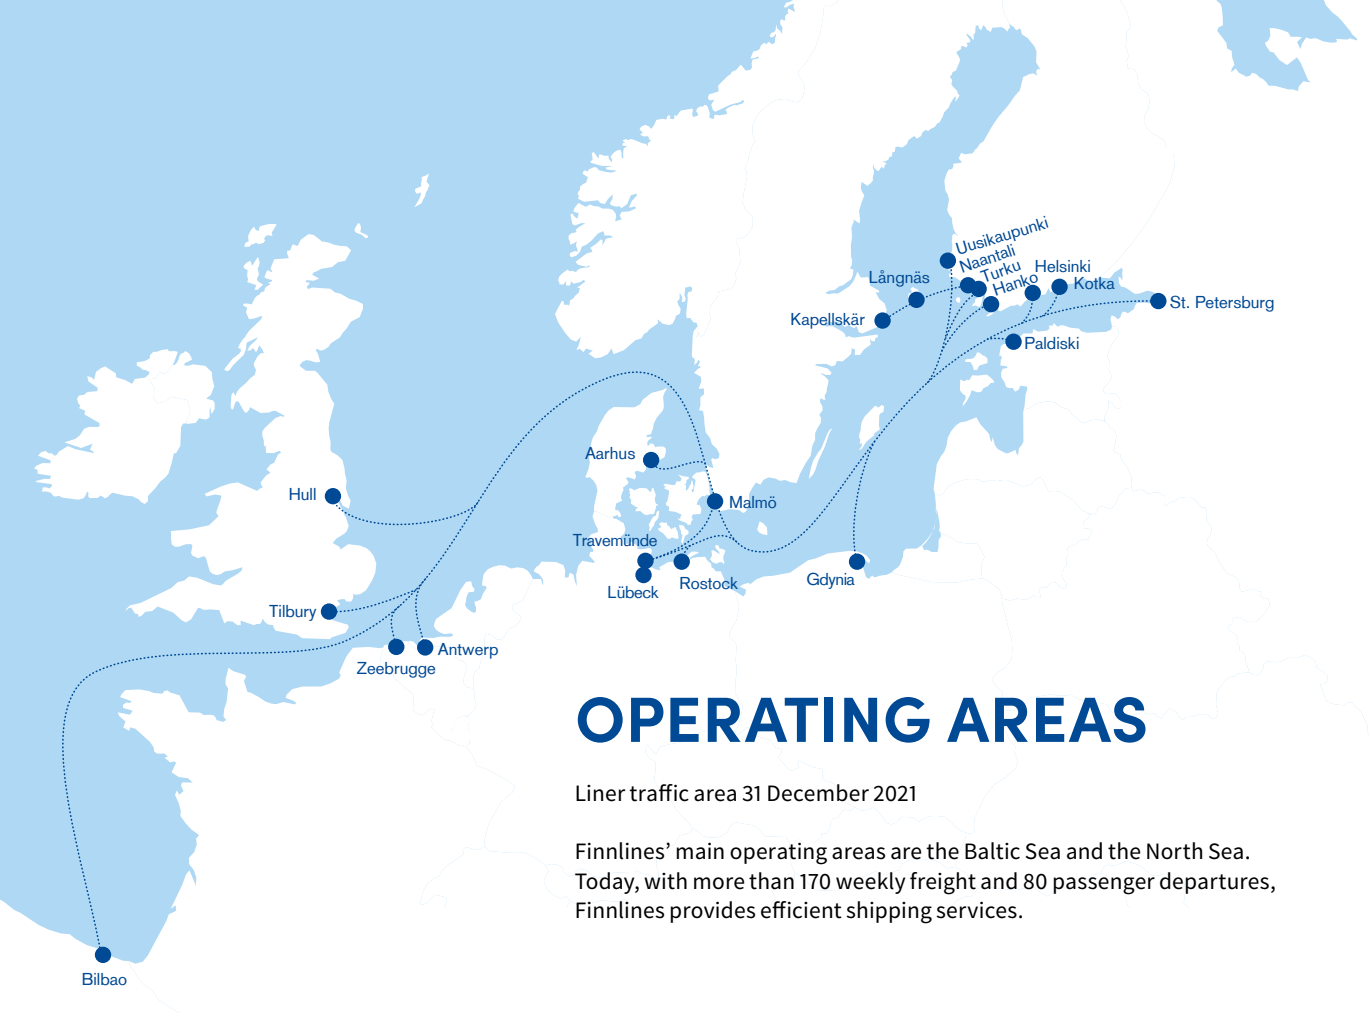 Uusikaupunki
Naantali
Turku
Hanko
Helsinki
Kotka
Långnäs
Kapellskär
St. Petersburg
Paldiski
Aarhus
Hull
Malmö
Travemünde
Lübeck
Rostock
Gdynia
Tilbury
Antwerp
Zeebrugge
OPERATING AREAS
Liner traffic area 31 December 2021
Finnlines’ main operating areas are the Baltic Sea and the North Sea.
Today, with more than 170 weekly freight and 80 passenger departures,
Finnlines provides efficient shipping services.
Bilbao